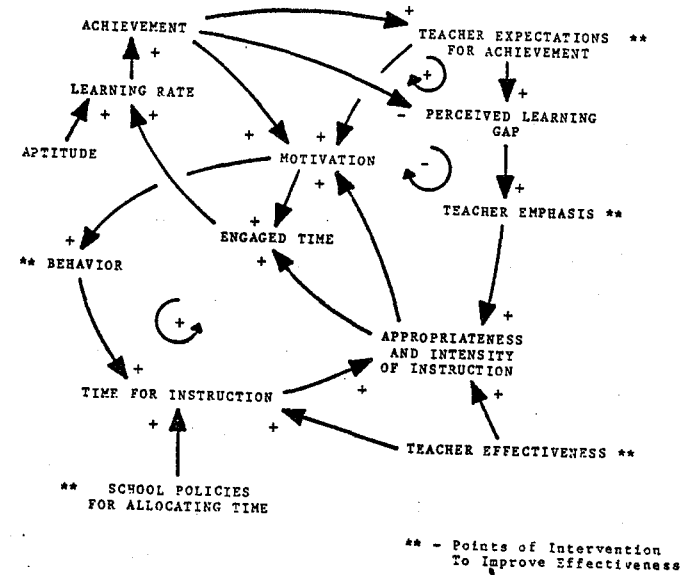 ACHIEVEMENT
+
TEACHER EXPECTATIONS **
FOR ACHIEVEMENT
+
+
+
LEARNING RATE
+ +
- PERCEIVED LEARNING
GAP
+ +
APTITUDE
MOTIVATION
-
+
+
TEACHER EMPHASIS **
+
ENGAGED TIME
+
+
** BEHAVIOR
+
+
APPROPRIATENESS
AND INTENSITY
OF INSTRUCTION
+
+
+
TIME FOR INSTRUCTION
+ +
TEACHER EFFECTIVENESS **
** SCHOOL POLICIES
FOR ALLOCATING TIME
** - Points of Intervention
To Improve Effectiveness